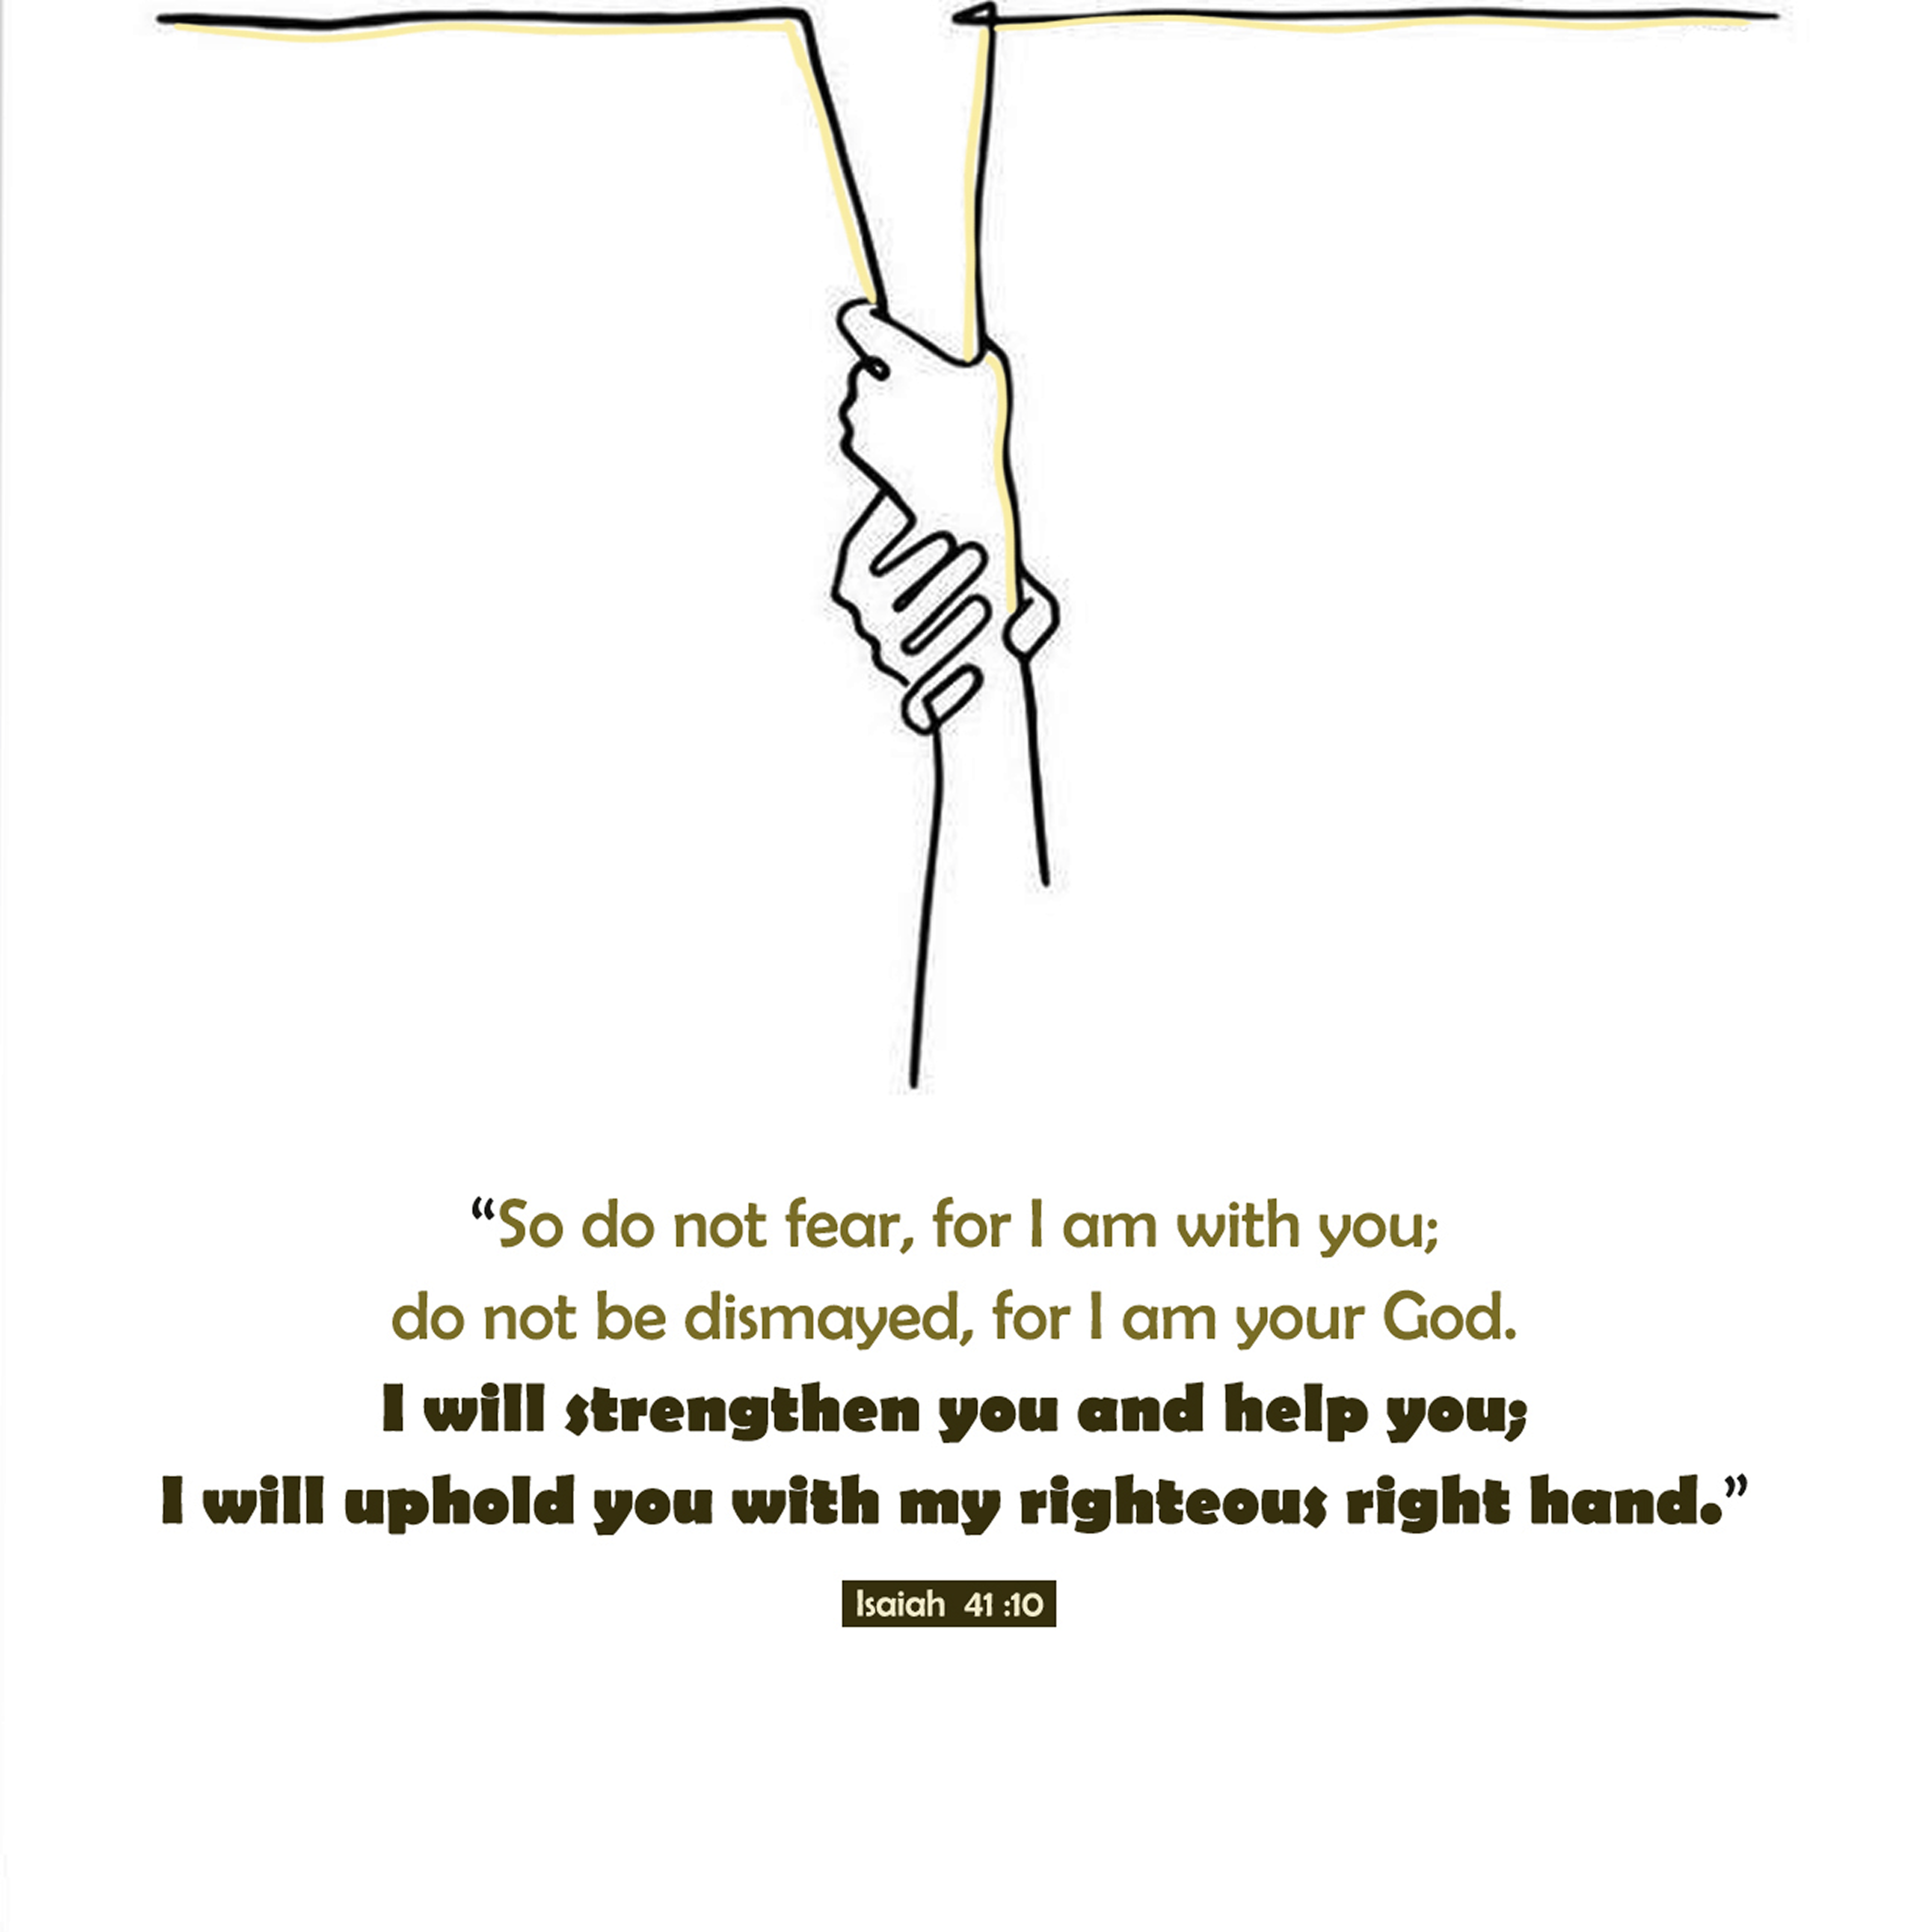 “So do not fear, for I am with you;
do not be dismayed, for I am your God.
I will strengthen you and help you;
I will uphold you with my righteous right hand.”
Isaiah 41 :10